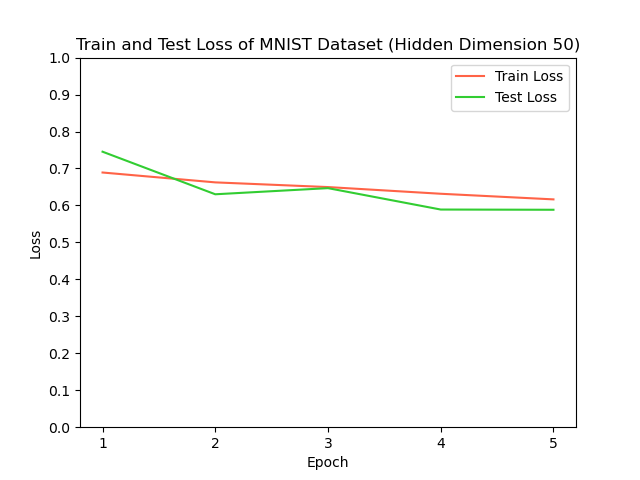 Train and Test Loss of MNIST Dataset (Hidden Dimension 50)
Train Loss
Test Loss
1.0
0.9
0.8
0.7
0.6
0.5
0.4
0.3
0.2
0.1
0.0
Loss
1 2 3 4 5
Epoch